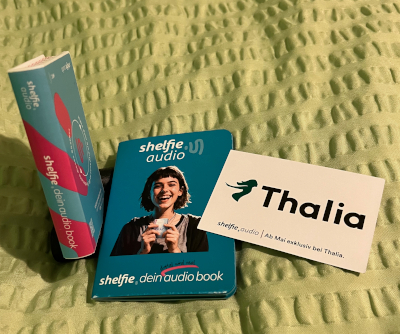 shelfie.
audio
shelfie.dein audio book
shelfie
audio
shelfie.dein audio book
Thalia
shelfie.audio | Ab Mai exklusiv bei Thalia.